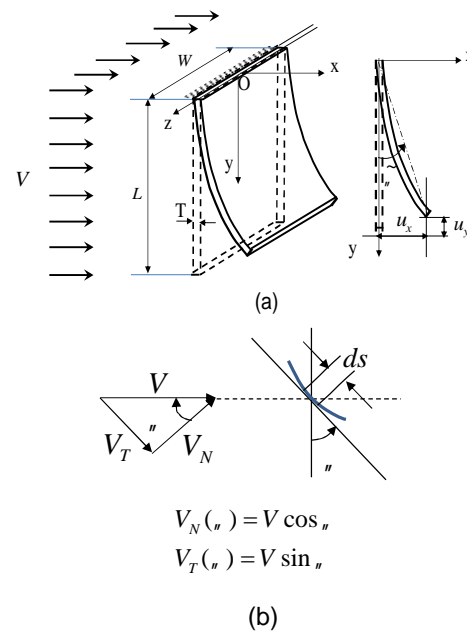 W
O
x
x
z
y
V
L
T
"
~
u_x
u_y
y
(a)
V
ds
V_T
"
V_N
"
V_N(") = V cos "
V_T(") = V sin "
(b)